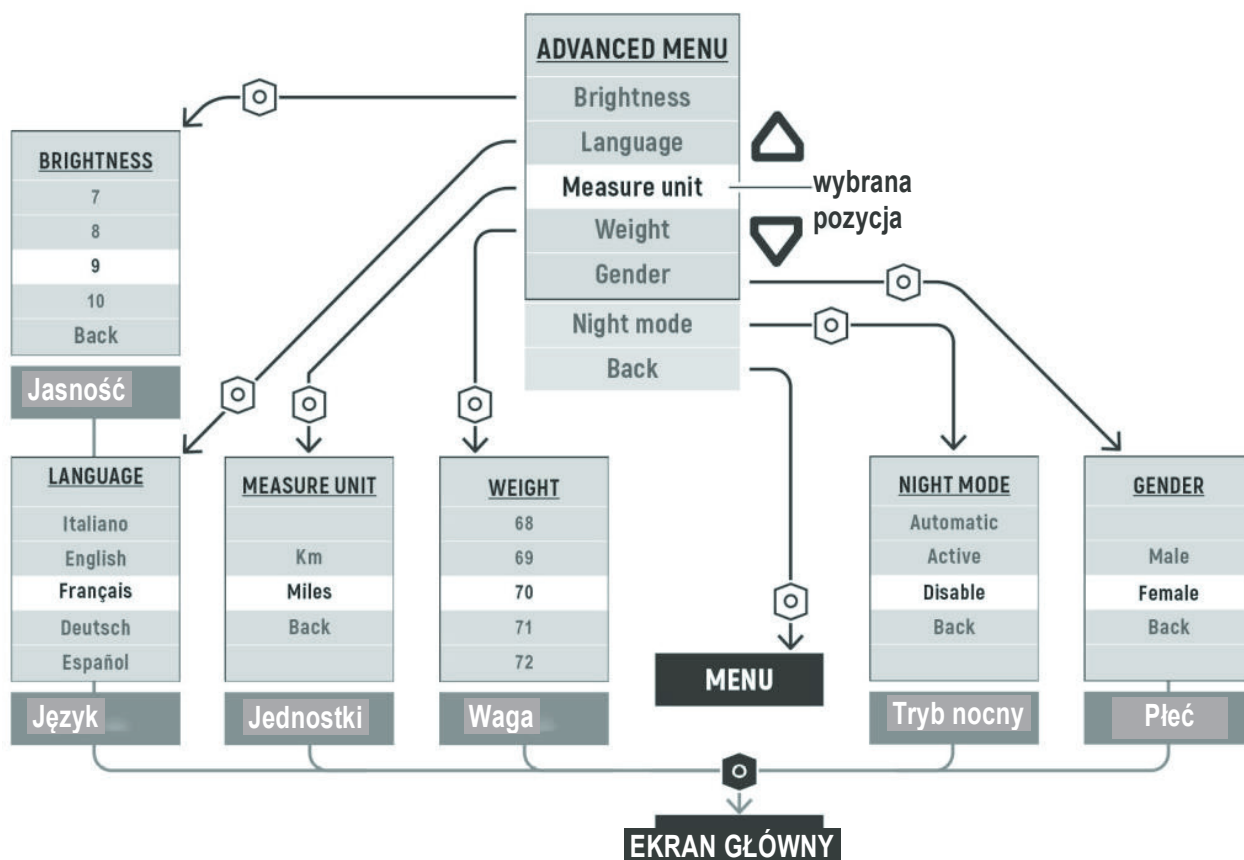 ADVANCED MENU
Brightness
Language
Measure unit
Weight
Gender
Night mode
Back
wybrana
pozycja
BRIGHTNESS
7
8
9
10
Back
Jasność
LANGUAGE
Italiano
English
Français
Deutsch
Español
Język
MEASURE UNIT
Km
Miles
Back
Jednostki
WEIGHT
68
69
70
71
72
Waga
MENU
NIGHT MODE
Automatic
Active
Disable
Back
Tryb nocny
GENDER
Male
Female
Back
Płeć
EKRAN GŁÓWNY